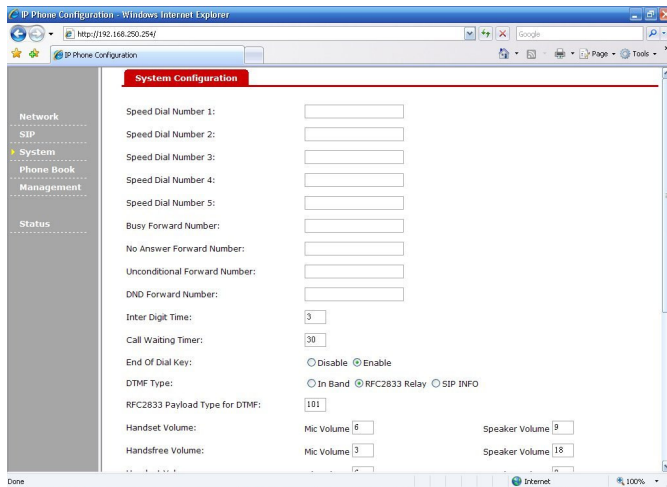 IP Phone Configuration - Windows Internet Explorer
http://192.168.250.254/
Google
IP Phone Configuration
Page
Tools
System Configuration
Network
SIP
System
Phone Book
Management
Status
Speed Dial Number 1:
Speed Dial Number 2:
Speed Dial Number 3:
Speed Dial Number 4:
Speed Dial Number 5:
Busy Forward Number:
No Answer Forward Number:
Unconditional Forward Number:
DND Forward Number:
Inter Digit Time: 3
Call Waiting Timer: 30
End Of Dial Key: Disable Enable
DTMF Type: In Band RFC2833 Relay SIP INFO
RFC2833 Payload Type for DTMF: 101
Handset Volume: Mic Volume 6 Speaker Volume 9
Handsfree Volume: Mic Volume 3 Speaker Volume 18
Done
Internet
100%